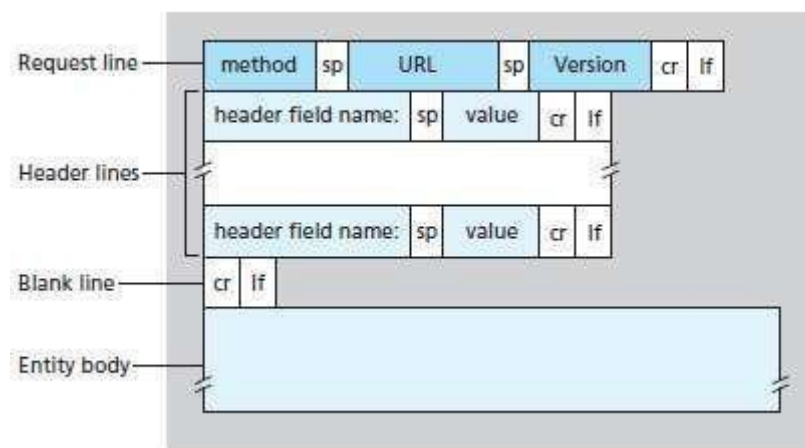 Request line method sp URL sp Version cr lf
header field name: sp value cr lf
Header lines
header field name: sp value cr lf
Blank line cr lf
Entity body